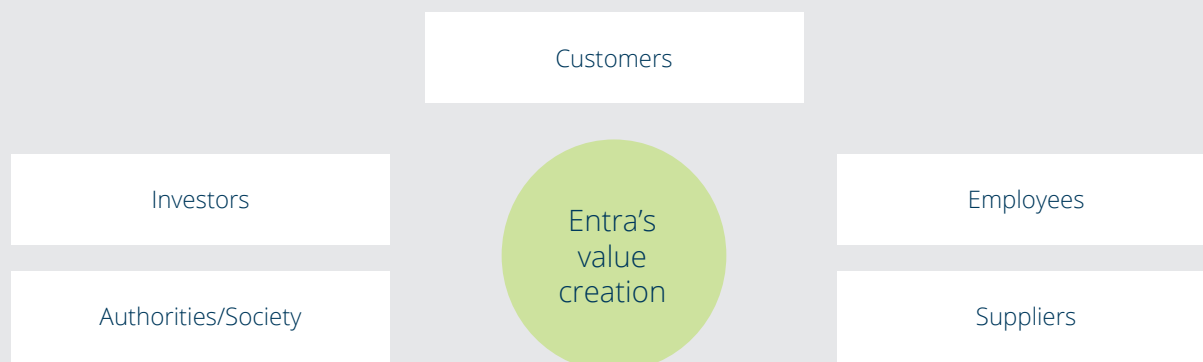 Customers
Investors
Employees
Entra’s
value
creation
Authorities/Society
Suppliers